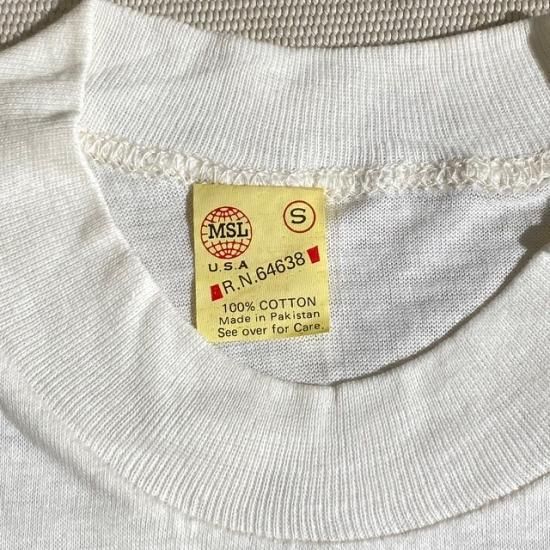 MSL
S
U.S.A
R.N.64638
100% COTTON
Made in Pakistan
See over for Care.